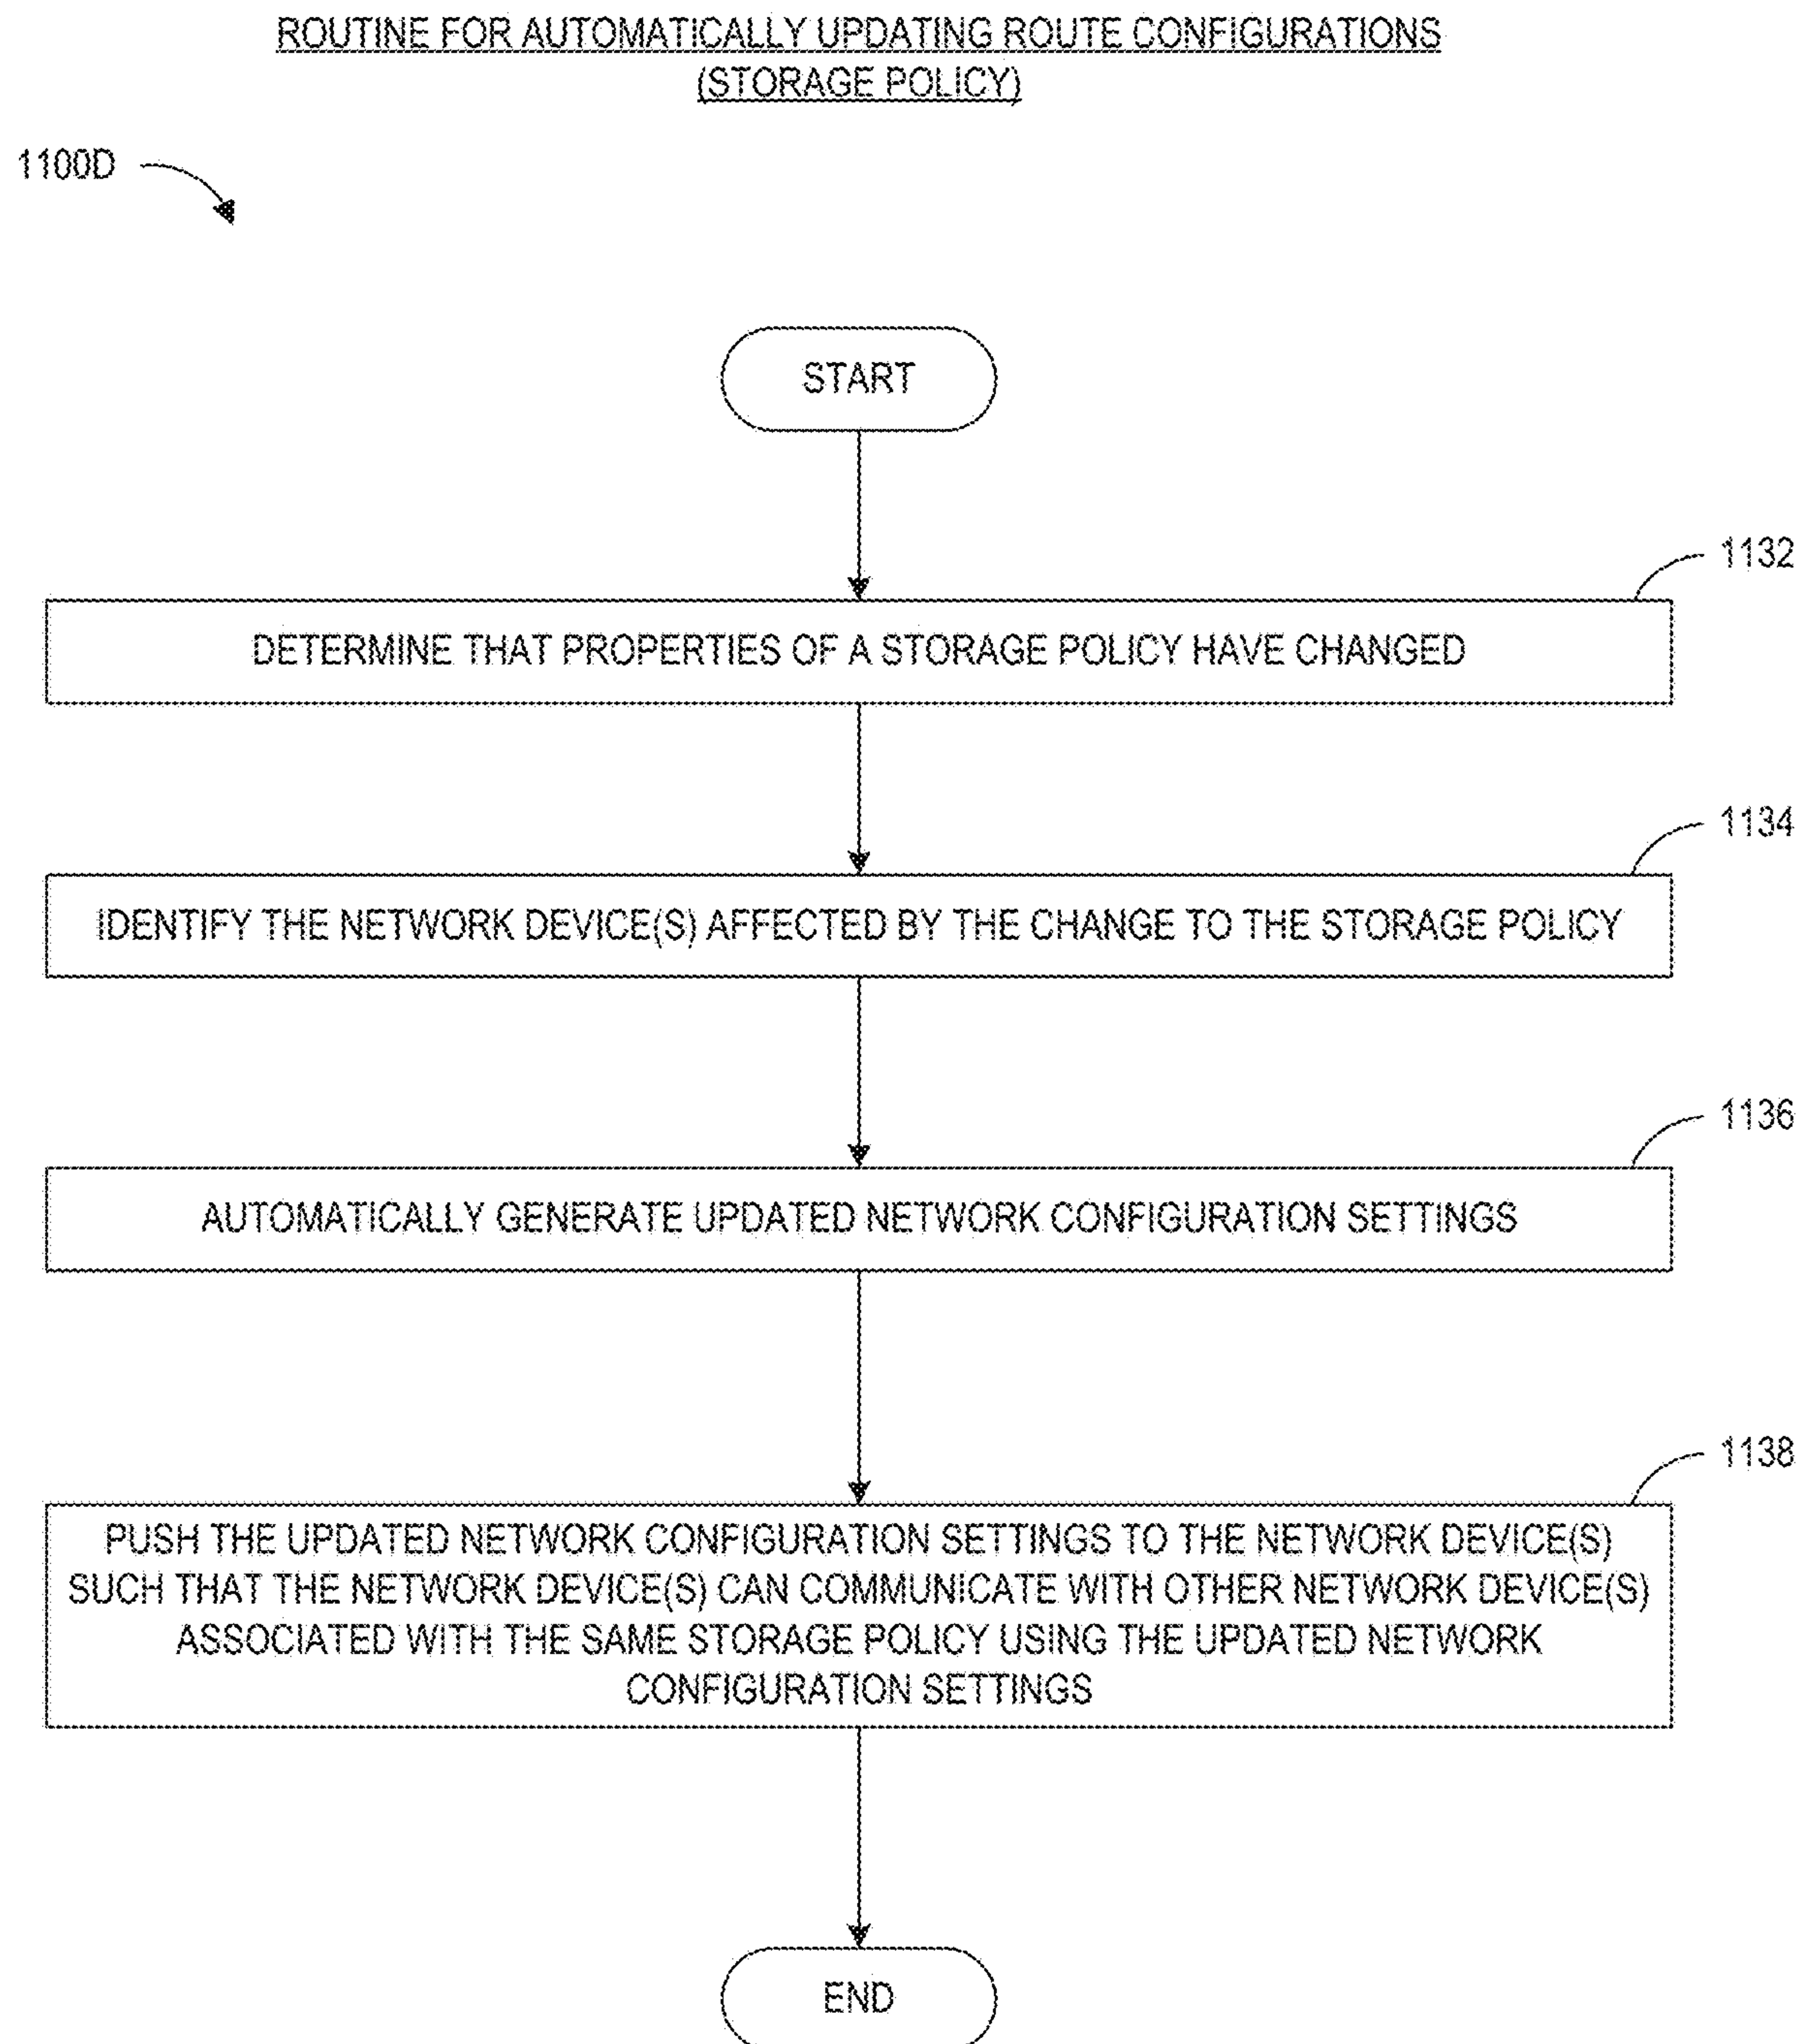 ROUTINE FOR AUTOMATICALLY UPDATING ROUTE CONFIGURATIONS
(STORAGE POLICY)
1100D
START
1132
DETERMINE THAT PROPERTIES OF A STORAGE POLICY HAVE CHANGED
1134
IDENTIFY THE NETWORK DEVICE(S) AFFECTED BY THE CHANGE TO THE STORAGE POLICY
1136
AUTOMATICALLY GENERATE UPDATED NETWORK CONFIGURATION SETTINGS
1138
PUSH THE UPDATED NETWORK CONFIGURATION SETTINGS TO THE NETWORK DEVICE(S)
SUCH THAT THE NETWORK DEVICE(S) CAN COMMUNICATE WITH OTHER NETWORK DEVICE(S)
ASSOCIATED WITH THE SAME STORAGE POLICY USING THE UPDATED NETWORK
CONFIGURATION SETTINGS
END